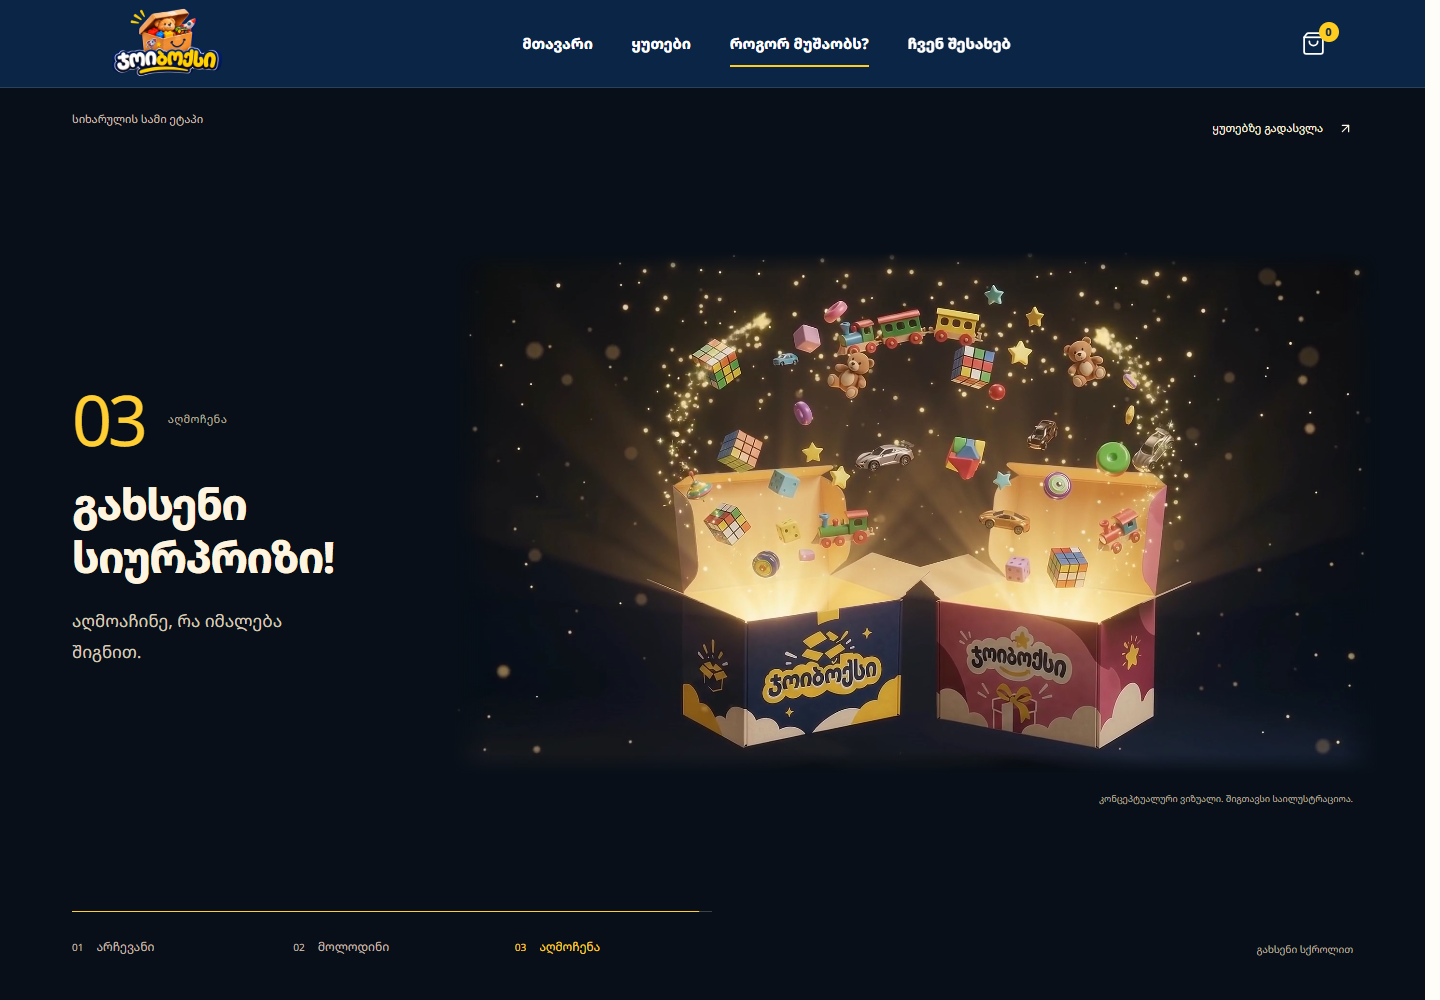 ჯოიბოქსი
მთავარი
ყუთები
როგორ მუშაობს?
ჩვენ შესახებ
0
სიხარულის სამი ეტაპი
ყუთებზე გადასვლა
03
აღმოჩენა
გახსენი
სიურპრიზი!
აღმოაჩინე, რა იმალება
შიგნით.
ჯოიბოქსი
ჯოიბოქსი
კონცეპტუალური ვიზუალი. შიგთავსი საილუსტრაციოა.
01 არჩევანი
02 მოლოდინი
03 აღმოჩენა
გახსენი სქროლით